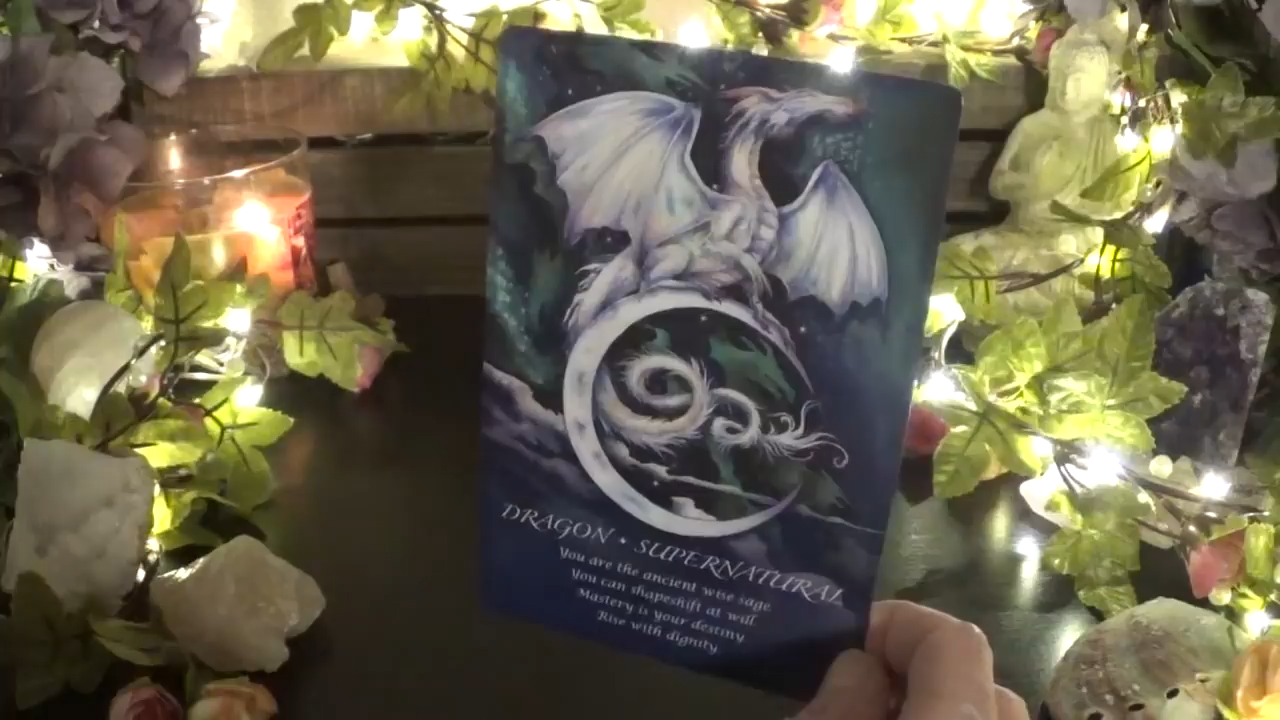 DRAGON • SUPERNATURAL
You are the ancient wise sage
You can shapeshift at will
Mastery is your destiny
Rise with dignity